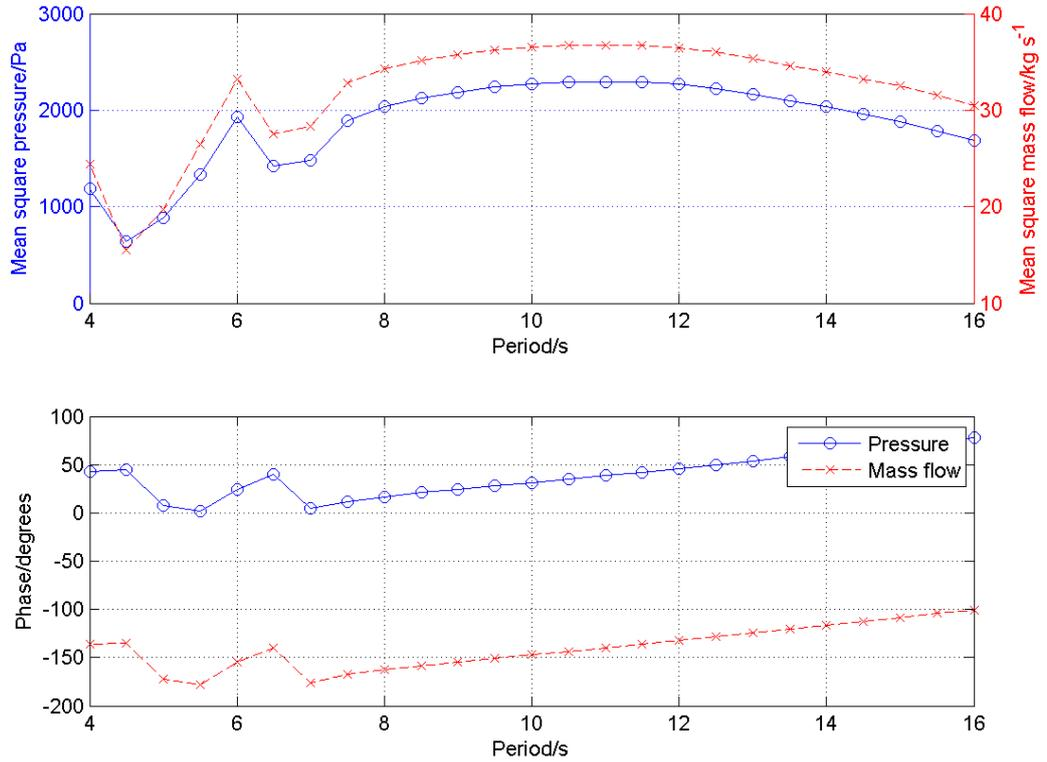 3000
2000
1000
0
Mean square pressure/Pa
40
30
20
10
Mean square mass flow/kg s⁻¹
4 6 8 10 12 14 16
Period/s
100
50
0
-50
-100
-150
-200
Phase/degrees
Pressure
Mass flow
4 6 8 10 12 14 16
Period/s